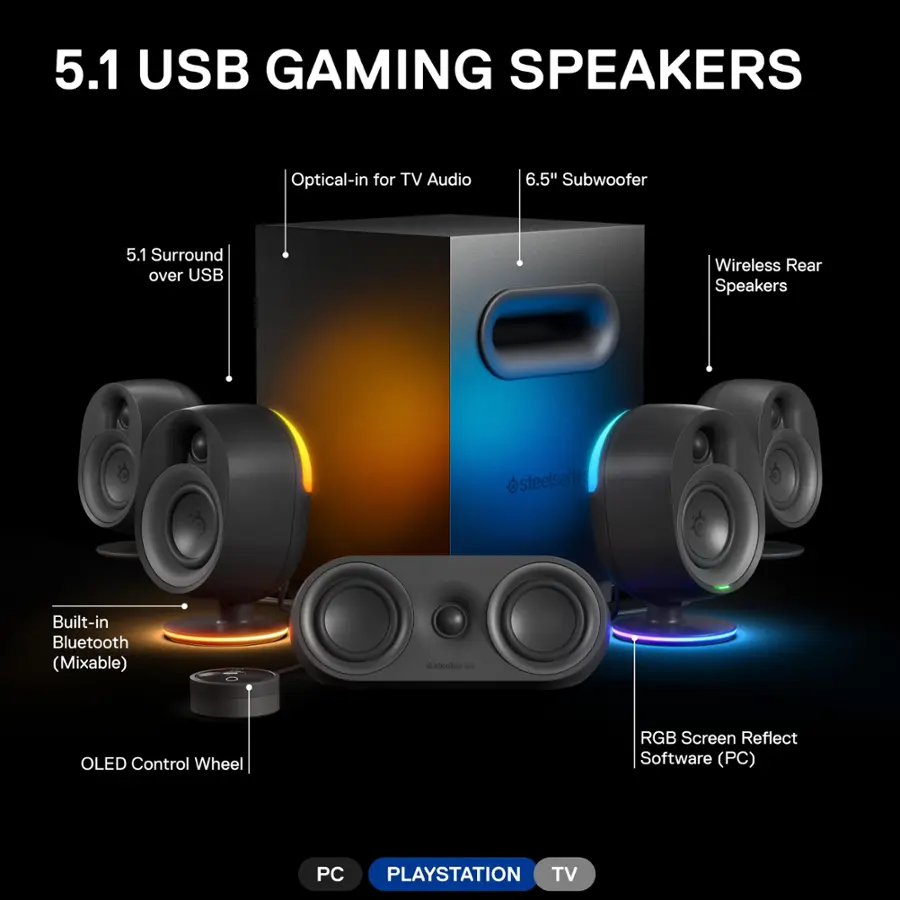 5.1 USB GAMING SPEAKERS
Optical-in for TV Audio
6.5" Subwoofer
5.1 Surround
over USB
Wireless Rear
Speakers
steelseries
Built-in
Bluetooth
(Mixable)
OLED Control Wheel
RGB Screen Reflect
Software (PC)
PC
PLAYSTATION
TV